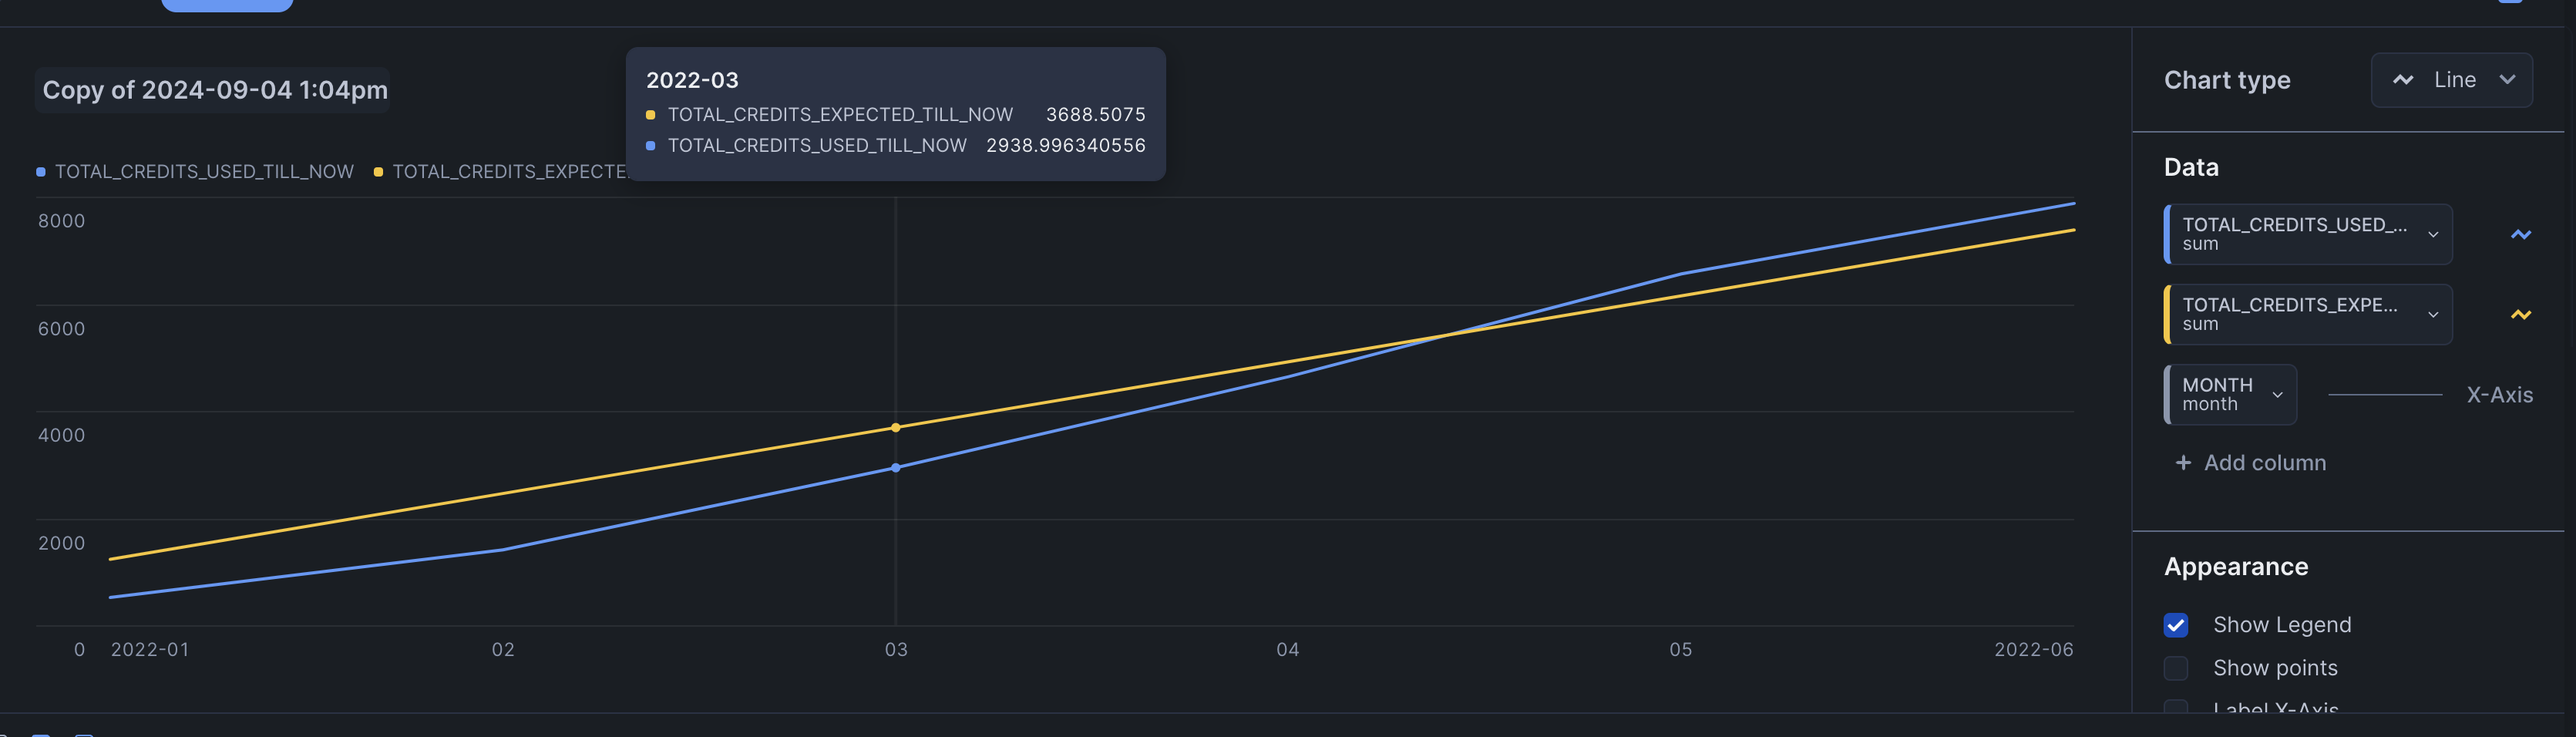 Copy of 2024-09-04 1:04pm
2022-03
TOTAL_CREDITS_EXPECTED_TILL_NOW 3688.5075
TOTAL_CREDITS_USED_TILL_NOW 2938.996340556
TOTAL_CREDITS_USED_TILL_NOW TOTAL_CREDITS_EXPECTE
8000
6000
4000
2000
0 2022-01 02 03 04 05 2022-06
Chart type Line
Data
TOTAL_CREDITS_USED_...
sum
TOTAL_CREDITS_EXPE...
sum
MONTH
month
X-Axis
+ Add column
Appearance
Show Legend
Show points
Label X-Axis